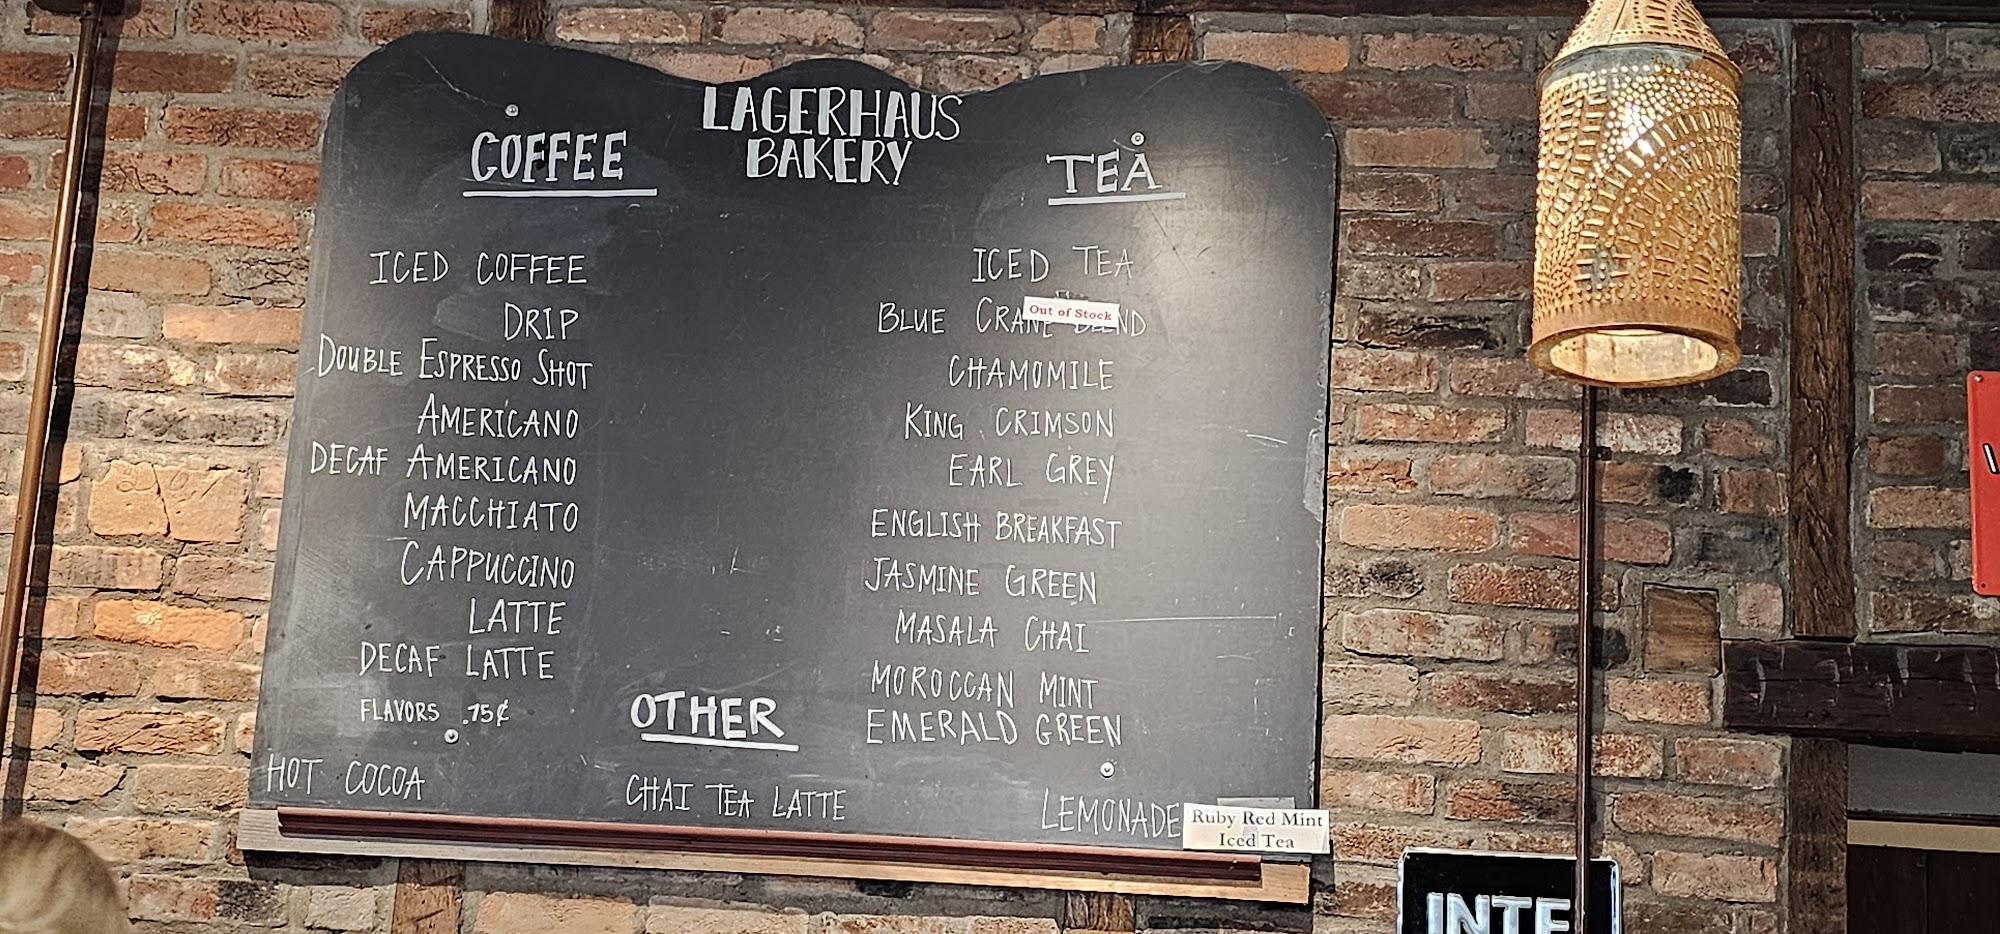 LAGERHAUS
BAKERY
COFFEE
ICED COFFEE
DRIP
DOUBLE ESPRESSO SHOT
AMERICANO
DECAF AMERICANO
MACCHIATO
CAPPUCCINO
LATTE
DECAF LATTE
FLAVORS .75¢
TEA
ICED TEA
BLUE CRANE BLEND
Out of Stock
CHAMOMILE
KING CRIMSON
EARL GREY
ENGLISH BREAKFAST
JASMINE GREEN
MASALA CHAI
MOROCCAN MINT
EMERALD GREEN
OTHER
HOT COCOA
CHAI TEA LATTE
LEMONADE
Ruby Red Mint
Iced Tea